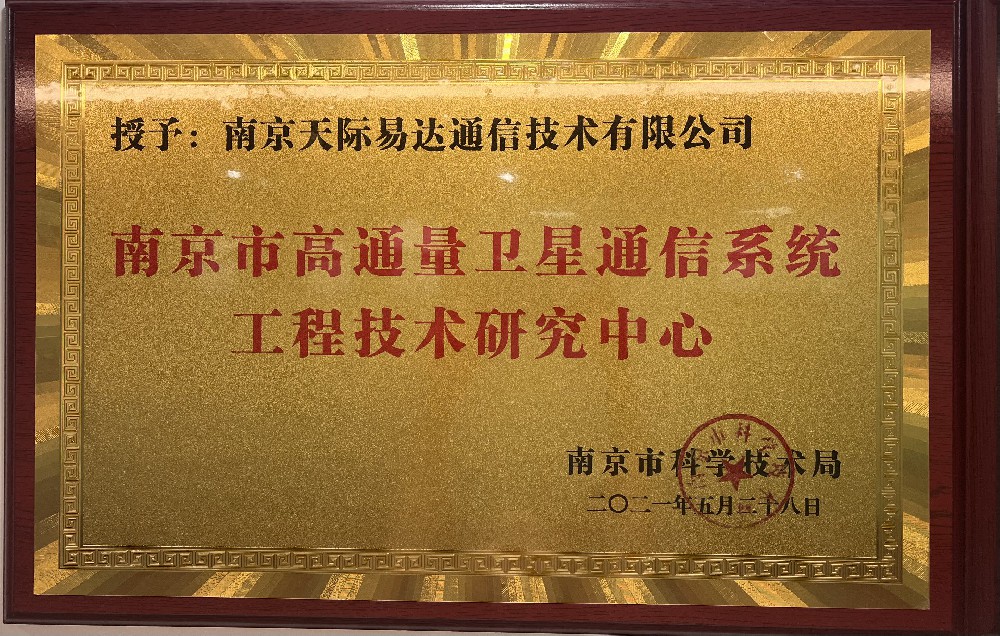 授予：南京天际易达通信技术有限公司
南京市高通量卫星通信系统
工程技术研究中心
南京市科学技术局
二〇二一年五月二十八日